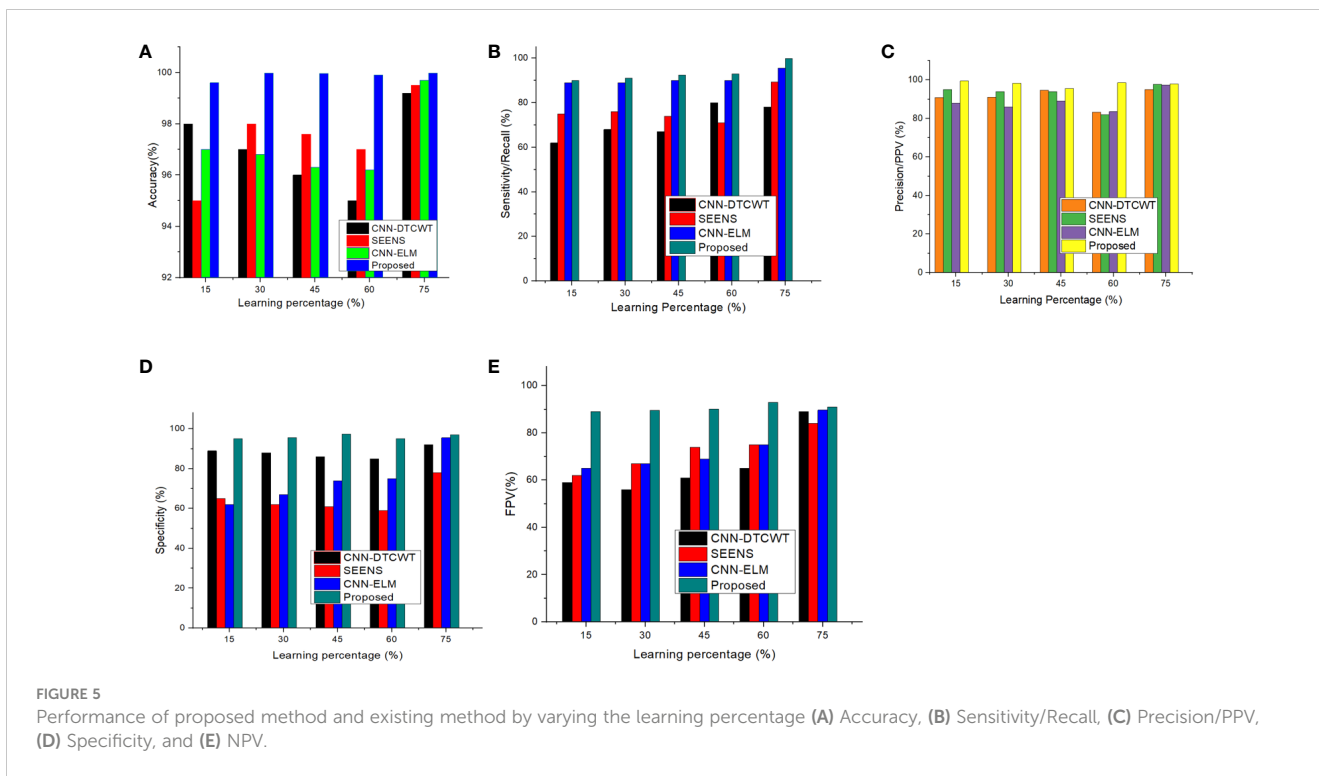 A
Accuracy(%)
100
98
96
94
92
CNN-DTCWT
SEENS
CNN-ELM
Proposed
15 30 45 60 75
Learning percentage (%)
B
Sensitivity/Recall (%)
100
80
60
40
20
0
CNN-DTCWT
SEENS
CNN-ELM
Proposed
15 30 45 60 75
Learning Percentage (%)
C
Precision/PPV (%)
100
80
60
40
20
0
CNN-DTCWT
SEENS
CNN-ELM
Proposed
15 30 45 60 75
Learning Percentage (%)
D
Specificity (%)
100
80
60
40
20
0
CNN-DTCWT
SEENS
CNN-ELM
Proposed
15 30 45 60 75
Learning percentage (%)
E
FPV(%)
100
80
60
40
20
0
CNN-DTCWT
SEENS
CNN-ELM
Proposed
15 30 45 60 75
Learning percentage (%)
FIGURE 5
Performance of proposed method and existing method by varying the learning percentage (A) Accuracy, (B) Sensitivity/Recall, (C) Precision/PPV,
(D) Specificity, and (E) NPV.